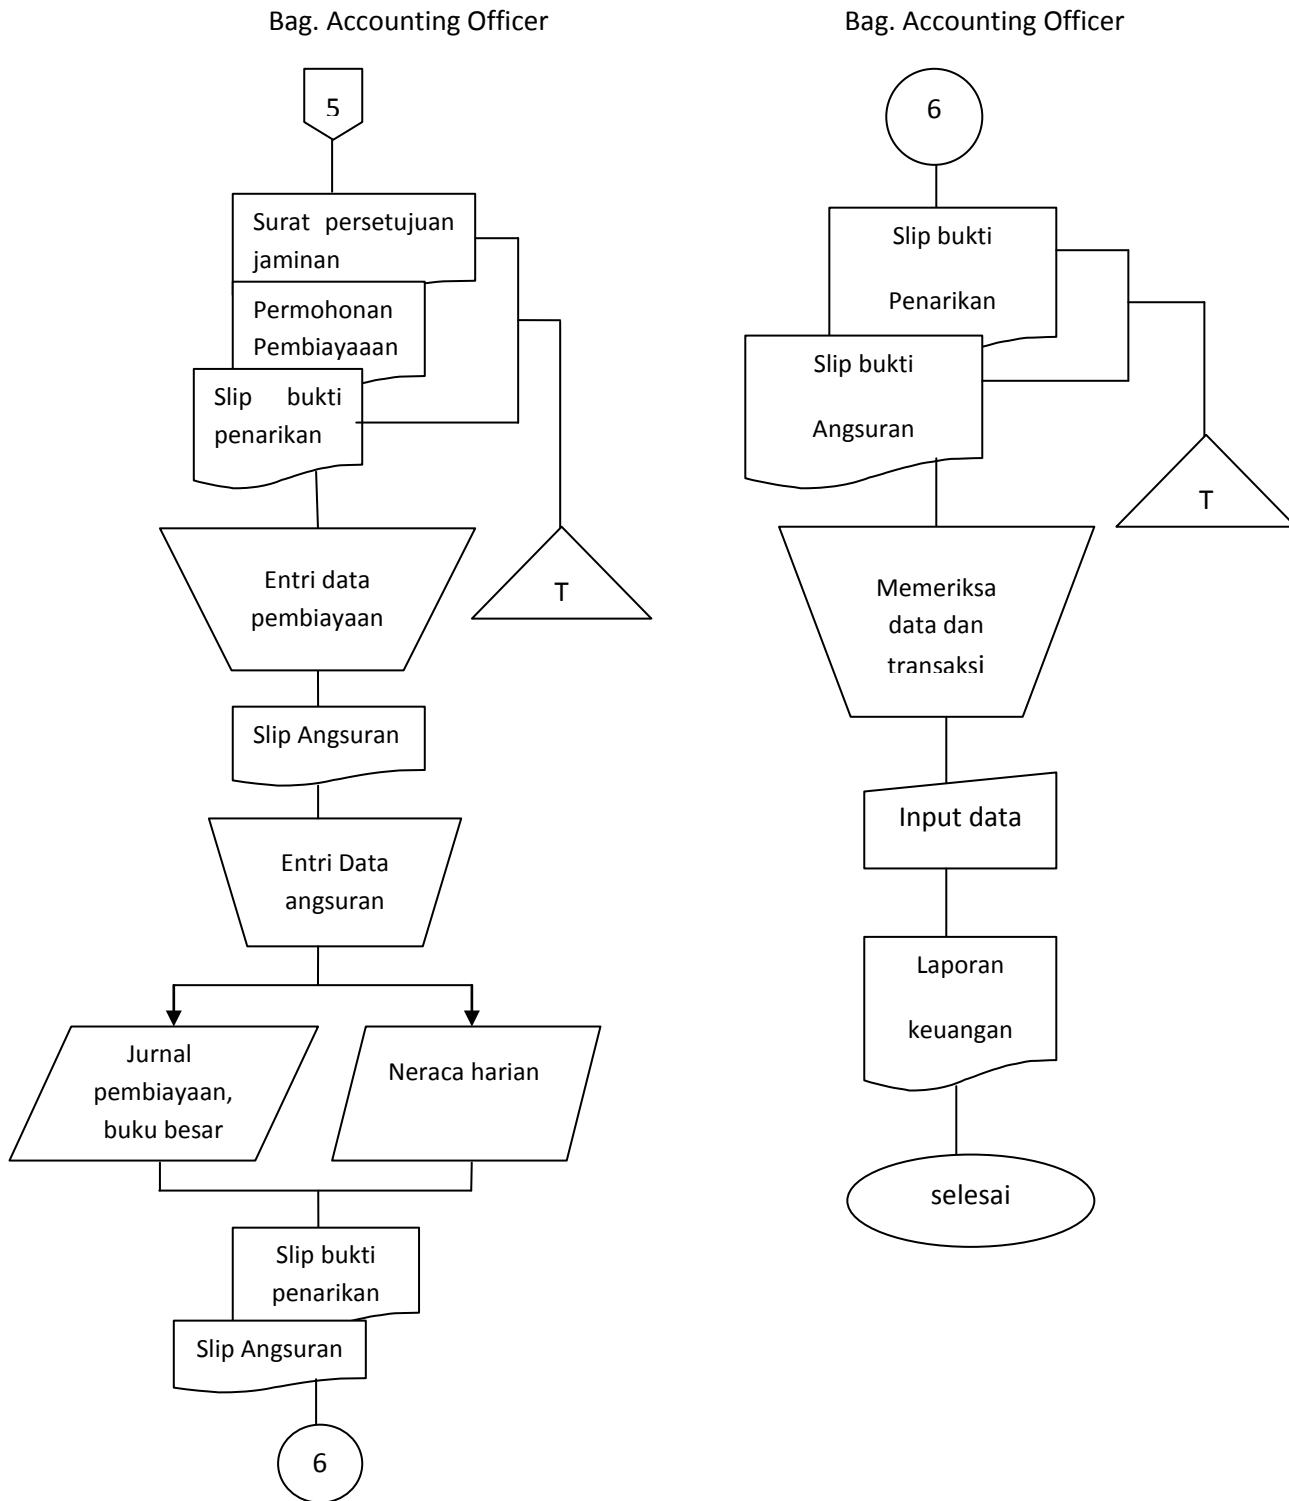 Bag. Accounting Officer
5
Surat persetujuan
jaminan
Permohonan
Pembiayaaan
Slip bukti
penarikan
Entri data
pembiayaan
T
Slip Angsuran
Entri Data
angsuran
Jurnal
pembiayaan,
buku besar
Neraca harian
Slip bukti
penarikan
Slip Angsuran
6
Bag. Accounting Officer
6
Slip bukti
Penarikan
Slip bukti
Angsuran
T
Memeriksa
data dan
transaksi
Input data
Laporan
keuangan
selesai